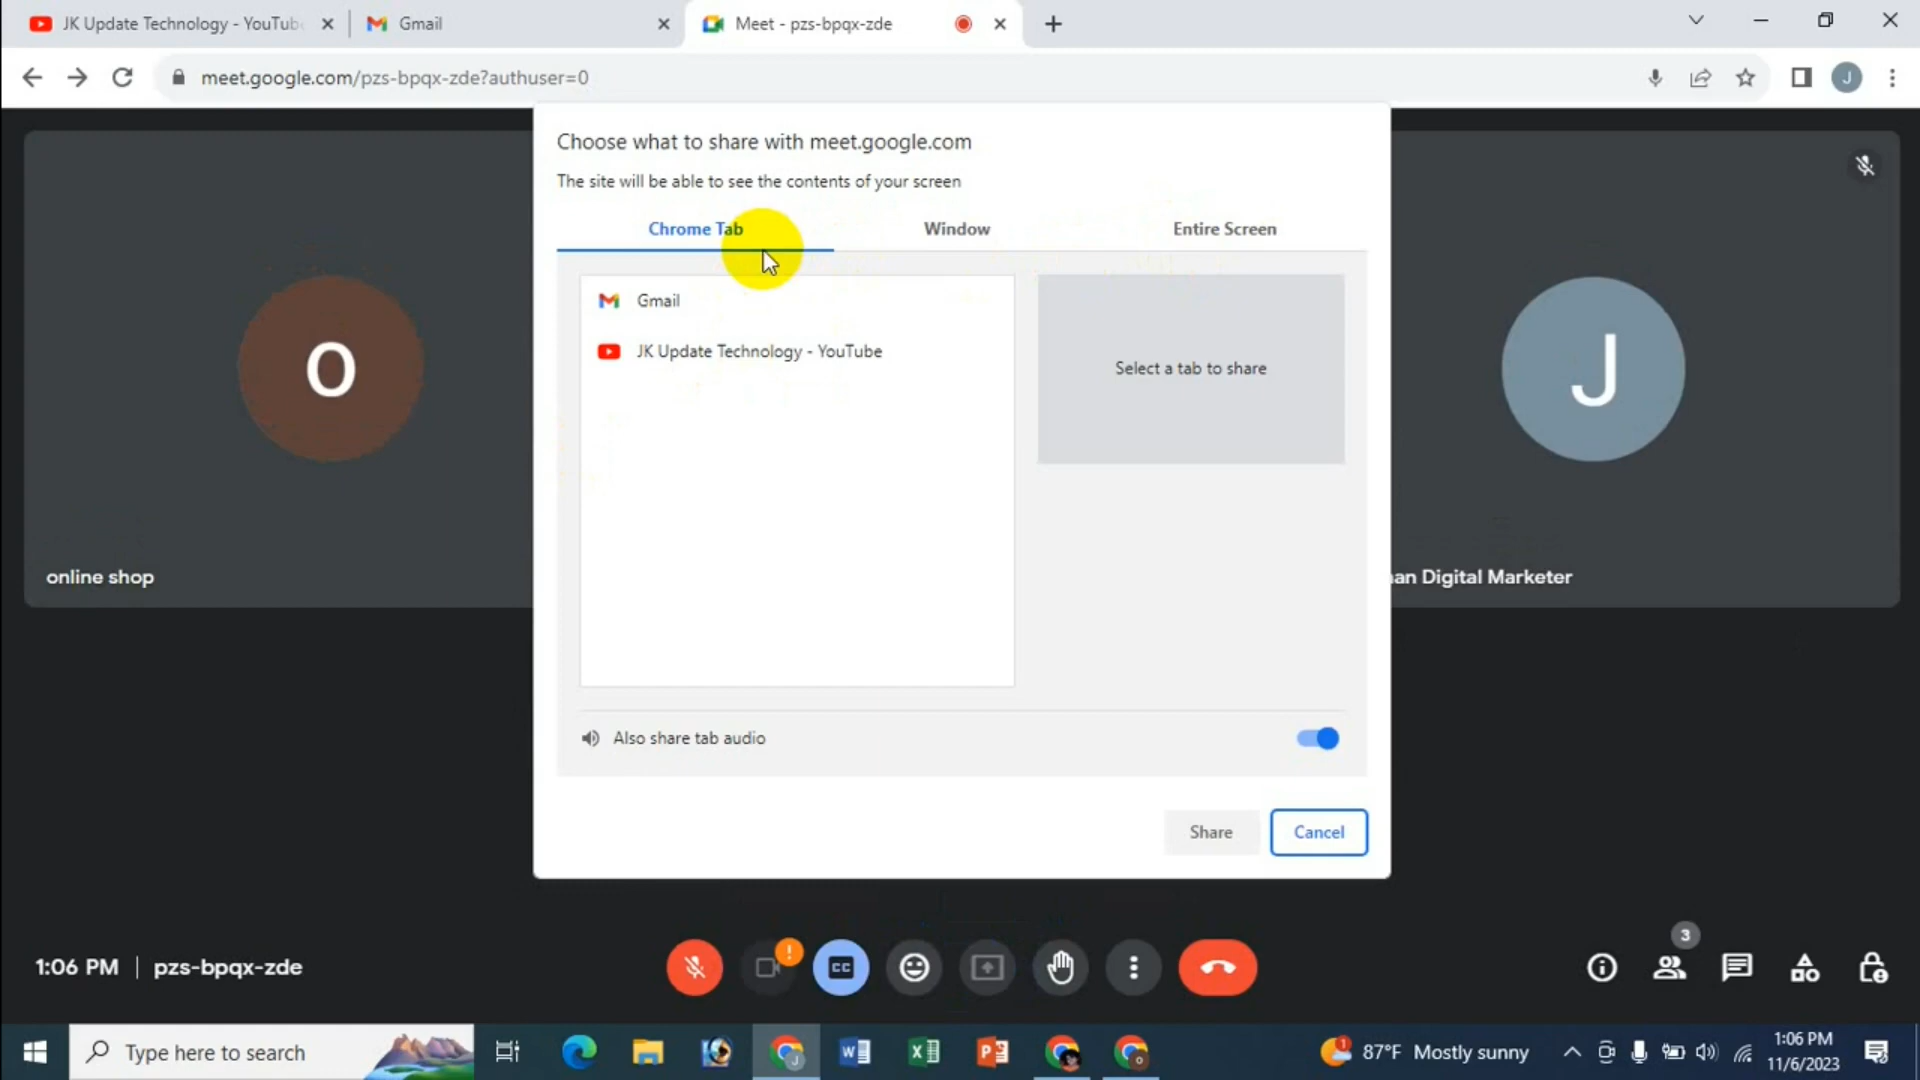 JK Update Technology - YouTub
Gmail
Meet - pzs-bpqx-zde
meet.google.com/pzs-bpqx-zde?authuser=0
J
Choose what to share with meet.google.com
The site will be able to see the contents of your screen
Chrome Tab
Window
Entire Screen
Gmail
JK Update Technology - YouTube
Select a tab to share
O
J
online shop
an Digital Marketer
Also share tab audio
Share
Cancel
3
1:06 PM | pzs-bpqx-zde
!
CC
Type here to search
87°F Mostly sunny
1:06 PM
11/6/2023